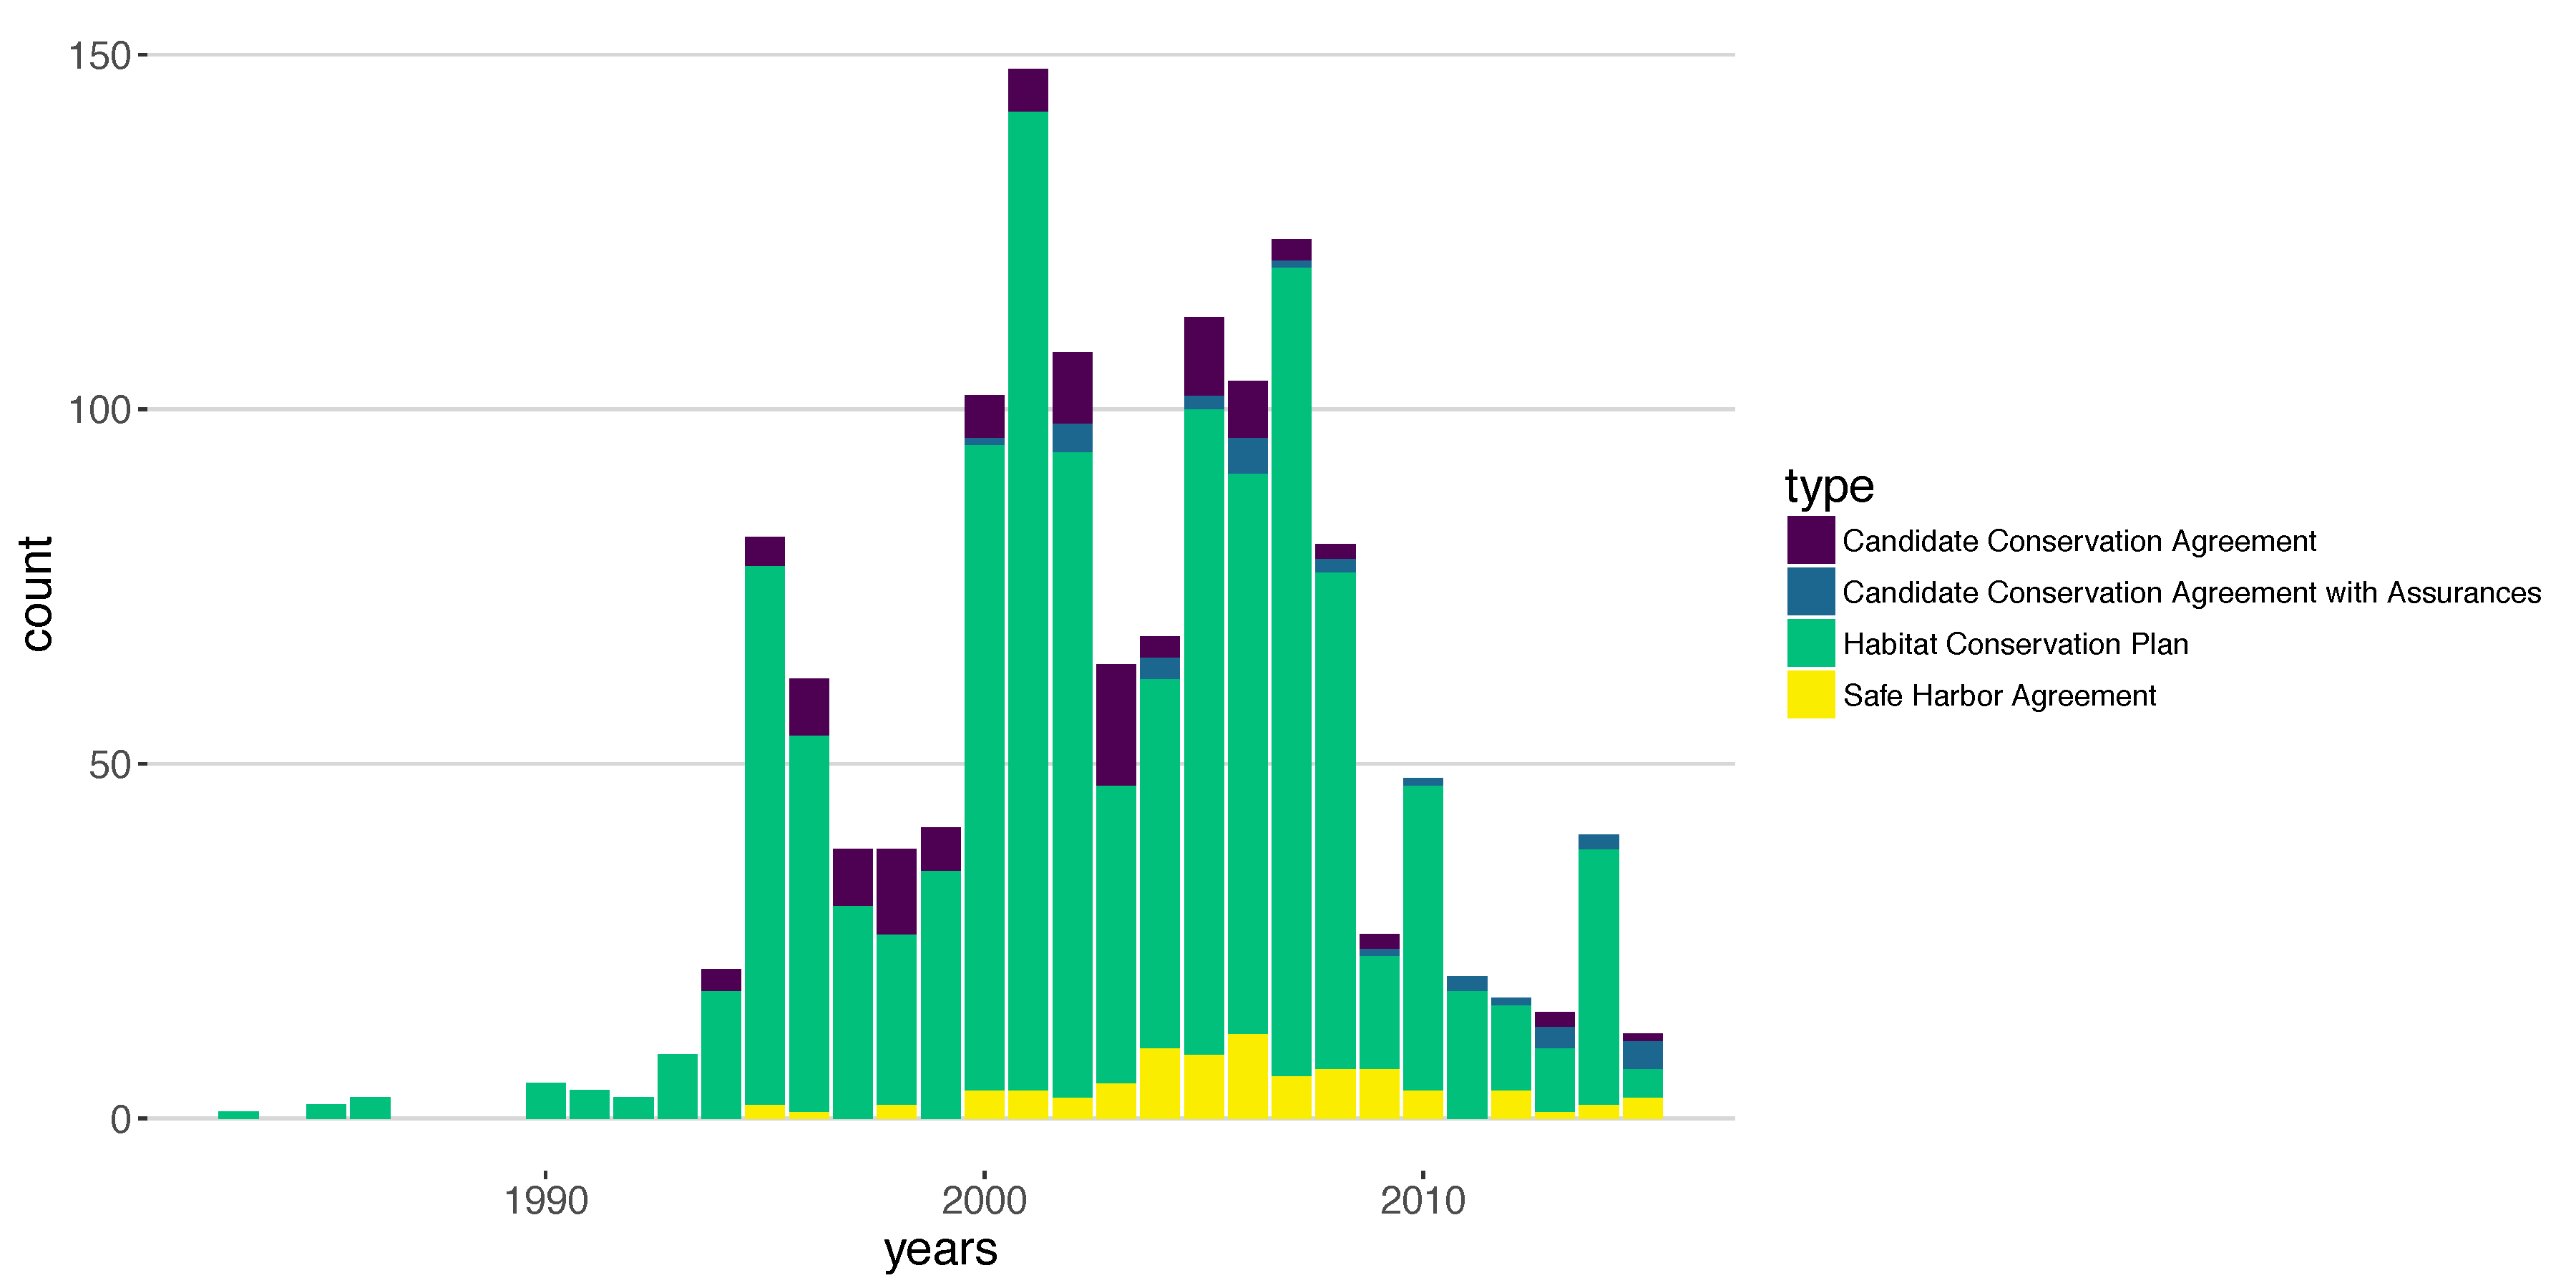 150
100
50
0
count
1990
2000
2010
years
type
Candidate Conservation Agreement
Candidate Conservation Agreement with Assurances
Habitat Conservation Plan
Safe Harbor Agreement